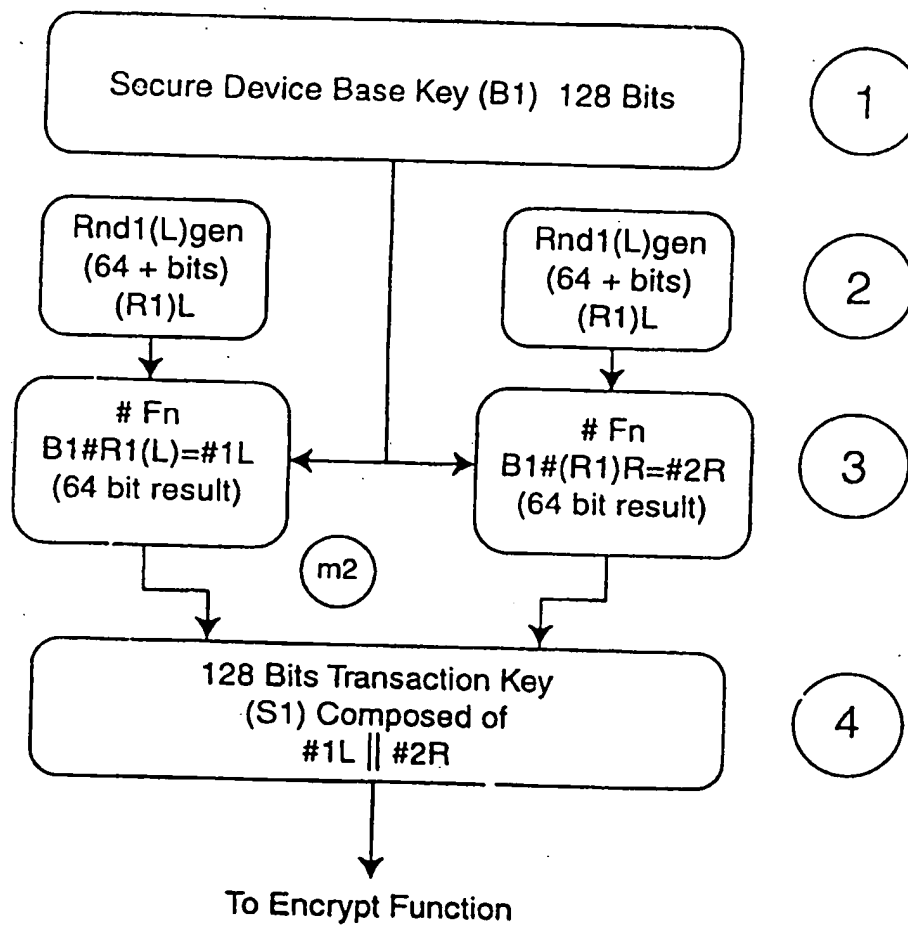 Secure Device Base Key (B1) 128 Bits
1
Rnd1(L)gen
(64 + bits)
(R1)L
Rnd1(L)gen
(64 + bits)
(R1)L
2
# Fn
B1#R1(L)=#1L
(64 bit result)
# Fn
B1#(R1)R=#2R
(64 bit result)
3
m2
128 Bits Transaction Key
(S1) Composed of
#1L || #2R
4
To Encrypt Function